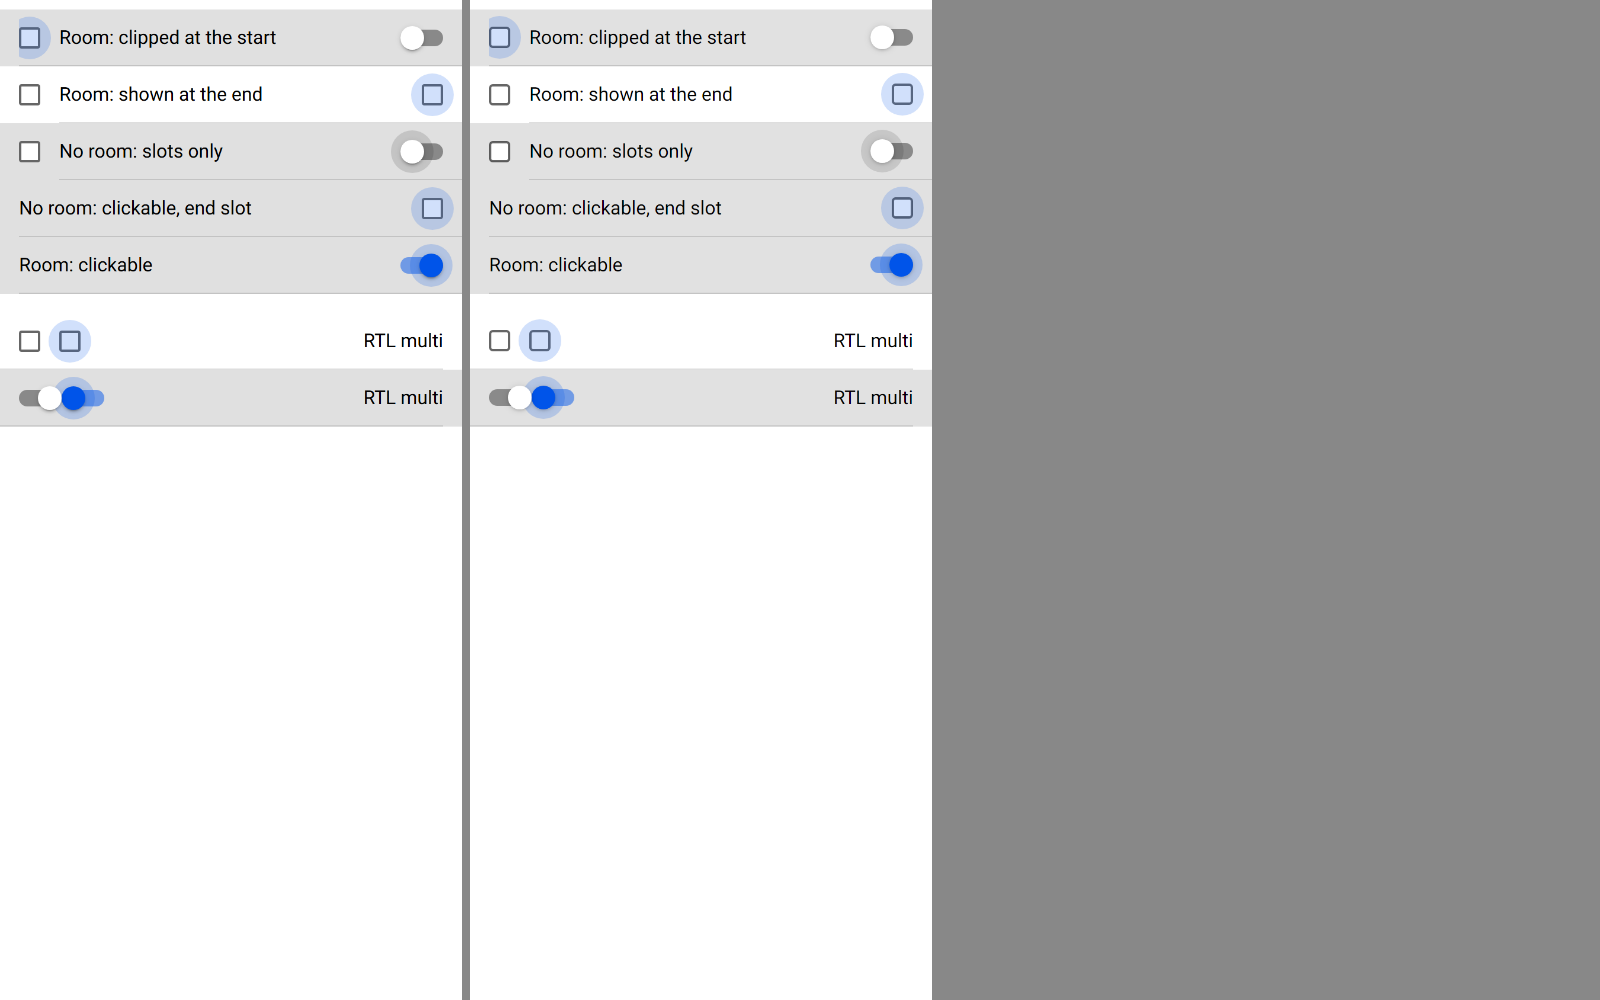 Room: clipped at the start
Room: shown at the end
No room: slots only
No room: clickable, end slot
Room: clickable
RTL multi
RTL multi
Room: clipped at the start
Room: shown at the end
No room: slots only
No room: clickable, end slot
Room: clickable
RTL multi
RTL multi